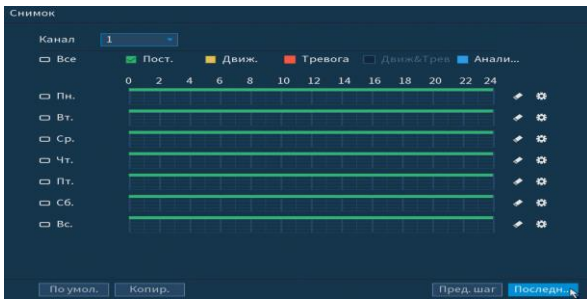 Снимок
Канал 1
Все Пост. Движ. Тревога Движ&Трев Анали...
0 2 4 6 8 10 12 14 16 18 20 22 24
Пн.
Вт.
Ср.
Чт.
Пт.
Сб.
Вс.
По умол. Копир. Пред. шаг Последн...